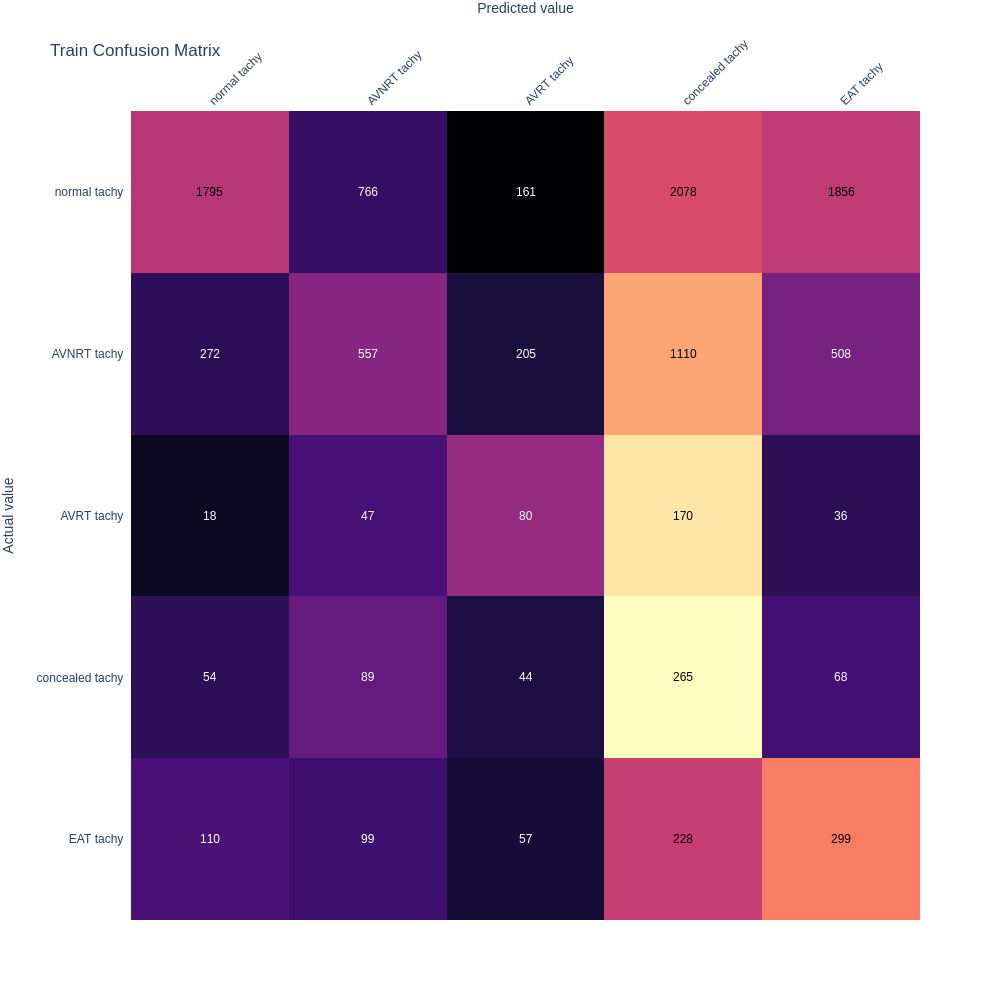 Predicted value
Train Confusion Matrix
normal tachy AVNRT tachy AVRT tachy concealed tachy EAT tachy
normal tachy 1795 766 161 2078 1856
AVNRT tachy 272 557 205 1110 508
Actual value
AVRT tachy 18 47 80 170 36
concealed tachy 54 89 44 265 68
EAT tachy 110 99 57 228 299